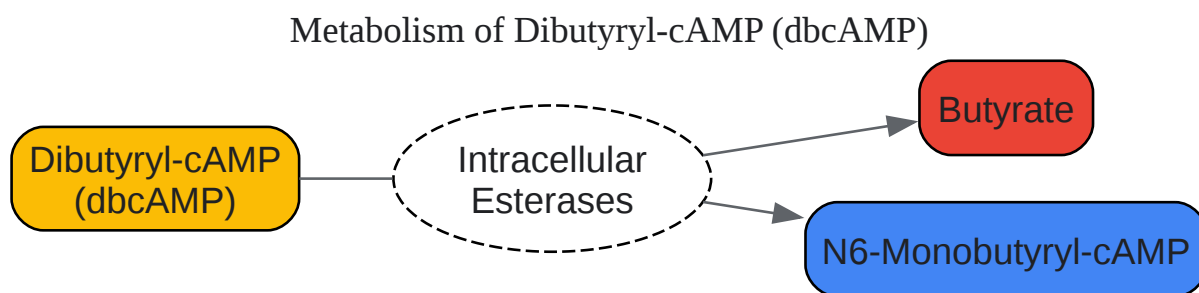 Metabolism of Dibutyryl-cAMP (dbcAMP)
Dibutyryl-cAMP
(dbcAMP)
Intracellular
Esterases
Butyrate
N6-Monobutyryl-cAMP